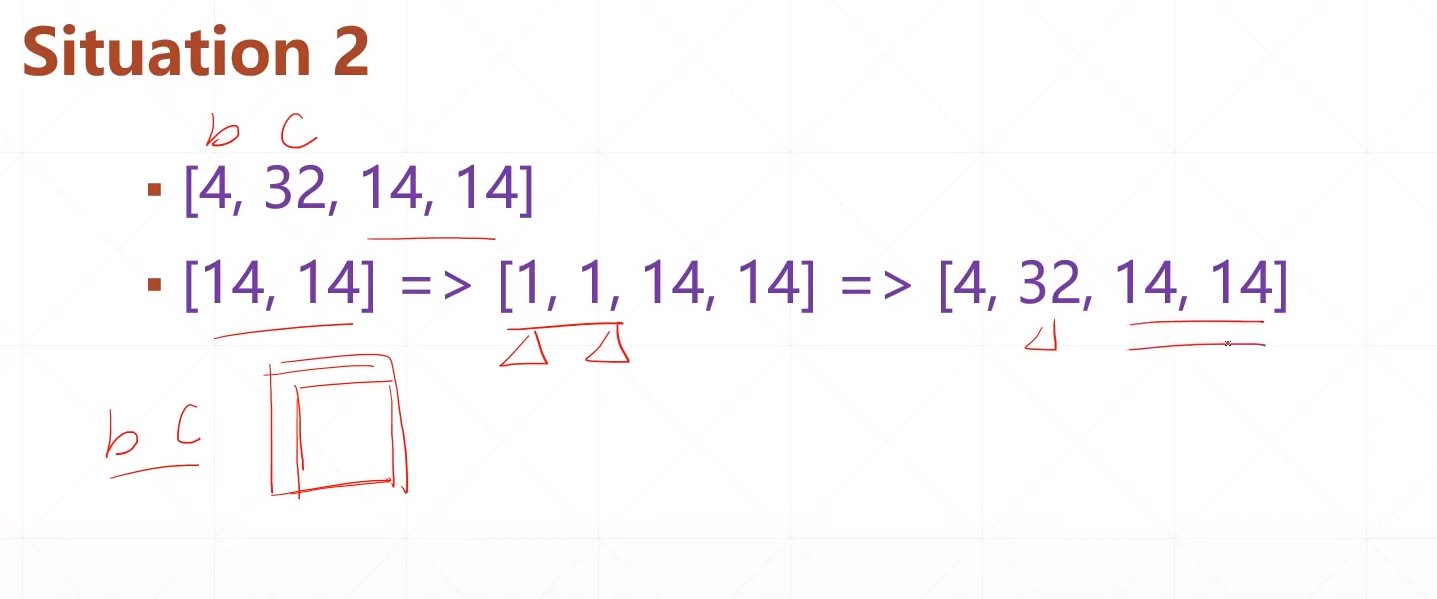 Situation 2
b c
▪ [4, 32, 14, 14]
▪ [14, 14] => [1, 1, 14, 14] => [4, 32, 14, 14]
b c